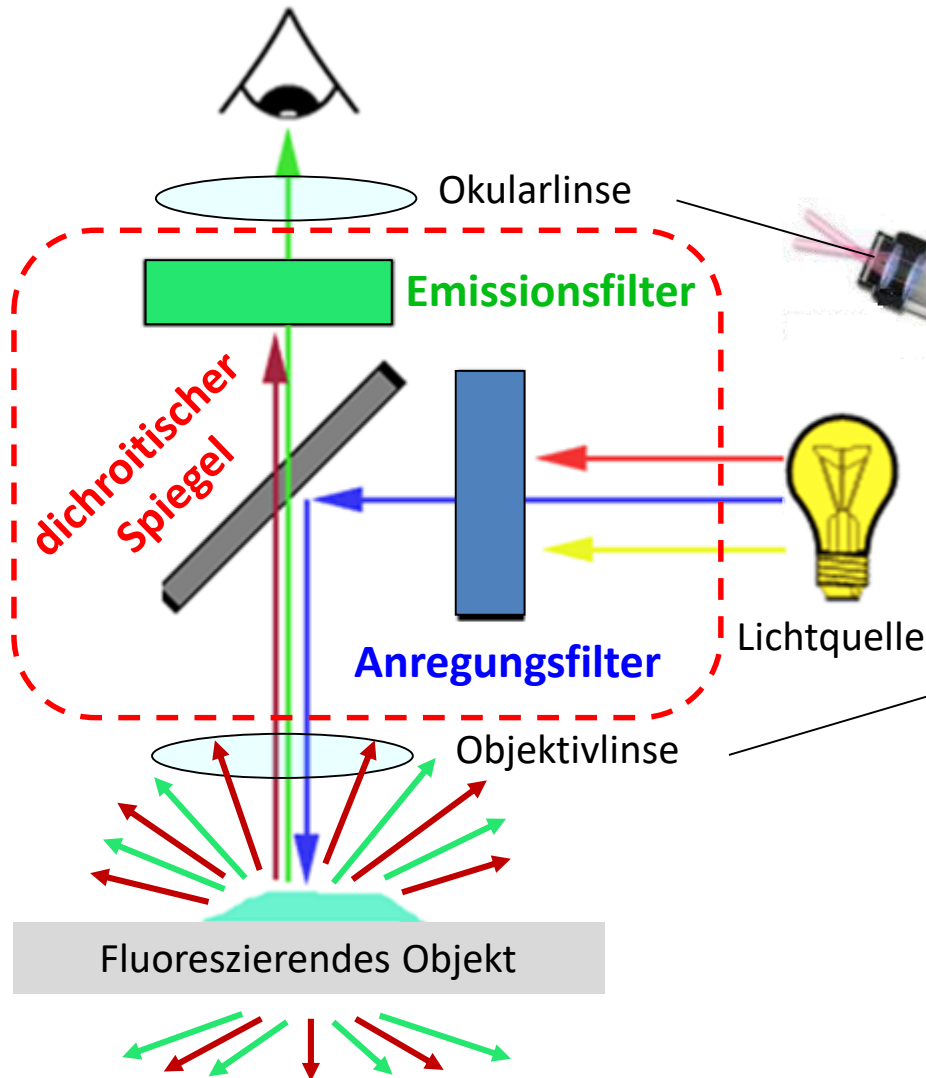 Okularlinse
Emissionsfilter
dichroitischer
Spiegel
Anregungsfilter
Lichtquelle
Objektivlinse
Fluoreszierendes Objekt